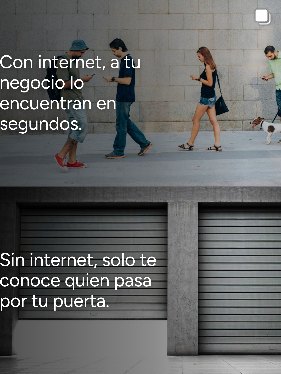 Con internet, a tu
negocio lo
encuentran en
segundos.
Sin internet, solo te
conoce quien pasa
por tu puerta.